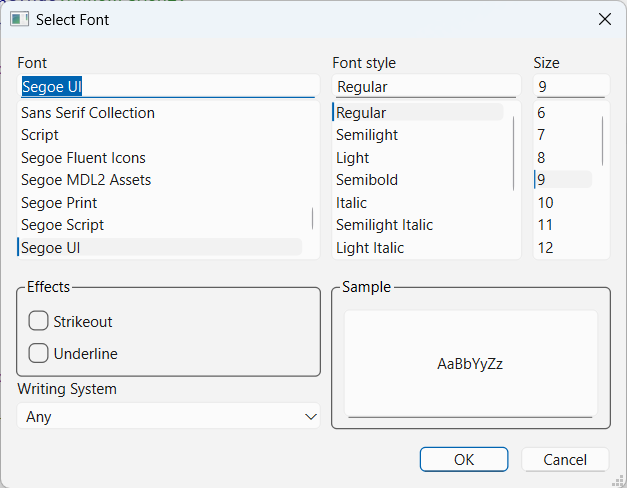 Select Font
Font
Segoe UI
Sans Serif Collection
Script
Segoe Fluent Icons
Segoe MDL2 Assets
Segoe Print
Segoe Script
Segoe UI
Font style
Regular
Regular
Semilight
Light
Semibold
Italic
Semilight Italic
Light Italic
Size
9
6
7
8
9
10
11
12
Effects
Strikeout
Underline
Writing System
Any
Sample
AaBbYyZz
OK
Cancel